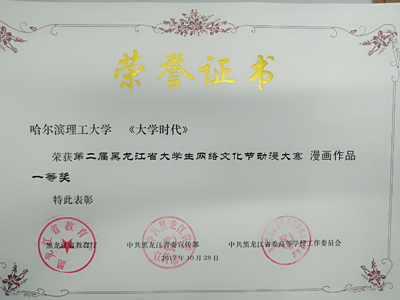 荣誉证书
哈尔滨理工大学 《大学时代》
荣获第二届黑龙江省大学生网络文化节动漫大赛 漫画作品
一等奖
特此表彰
黑龙江省教育厅 中共黑龙江省委宣传部 中共黑龙江省委高等学校工作委员会
2017年10月28日